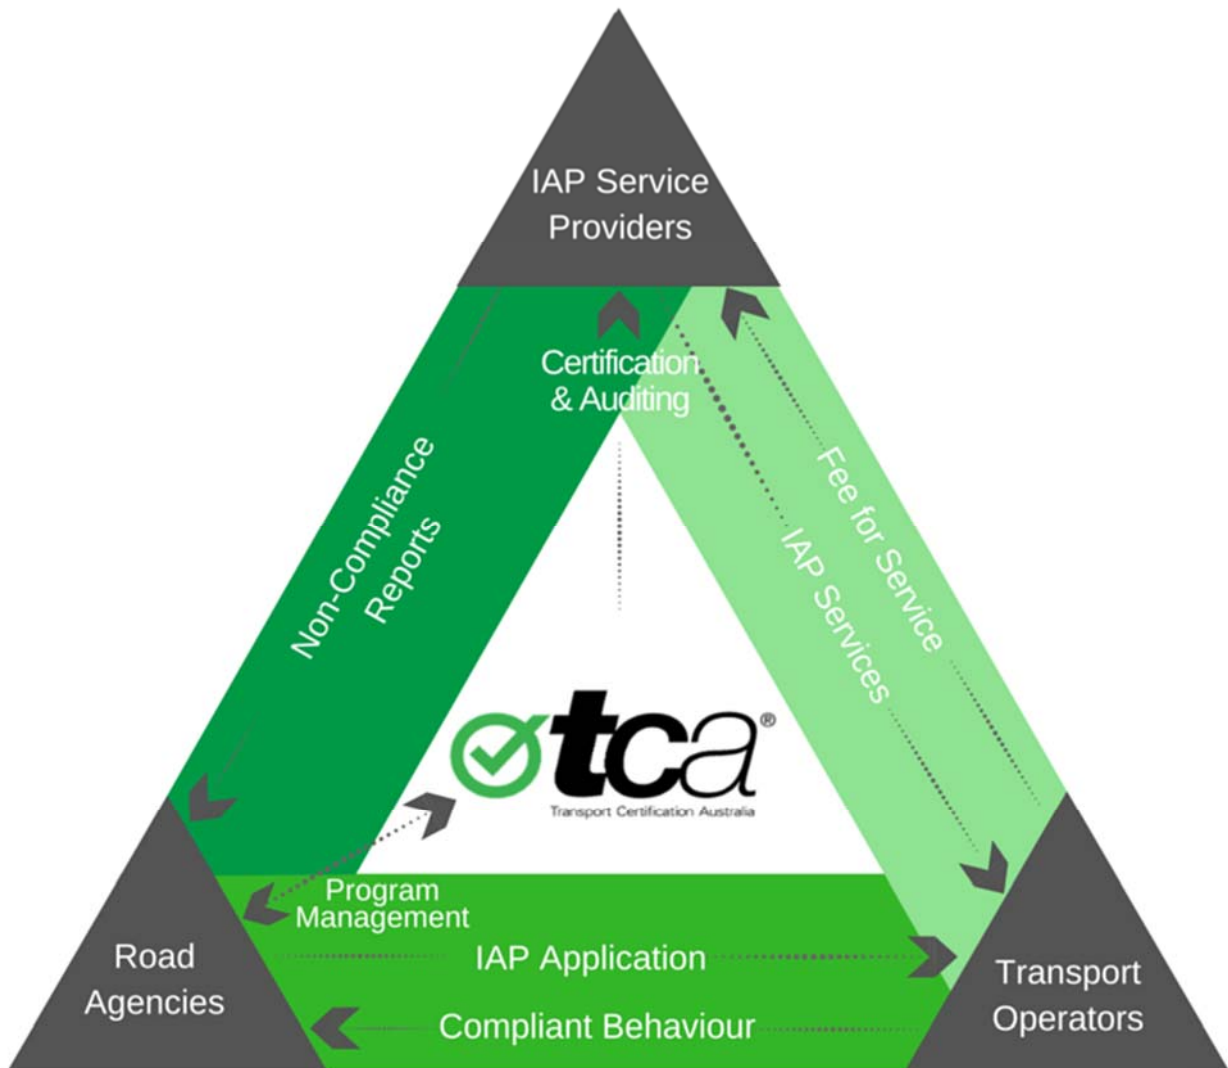 IAP Service
Providers
Certification
& Auditing
Non-Compliance
Reports
Fee for Service
IAP Services
tca®
Transport Certification Australia
Program
Management
Road
Agencies
IAP Application
Compliant Behaviour
Transport
Operators